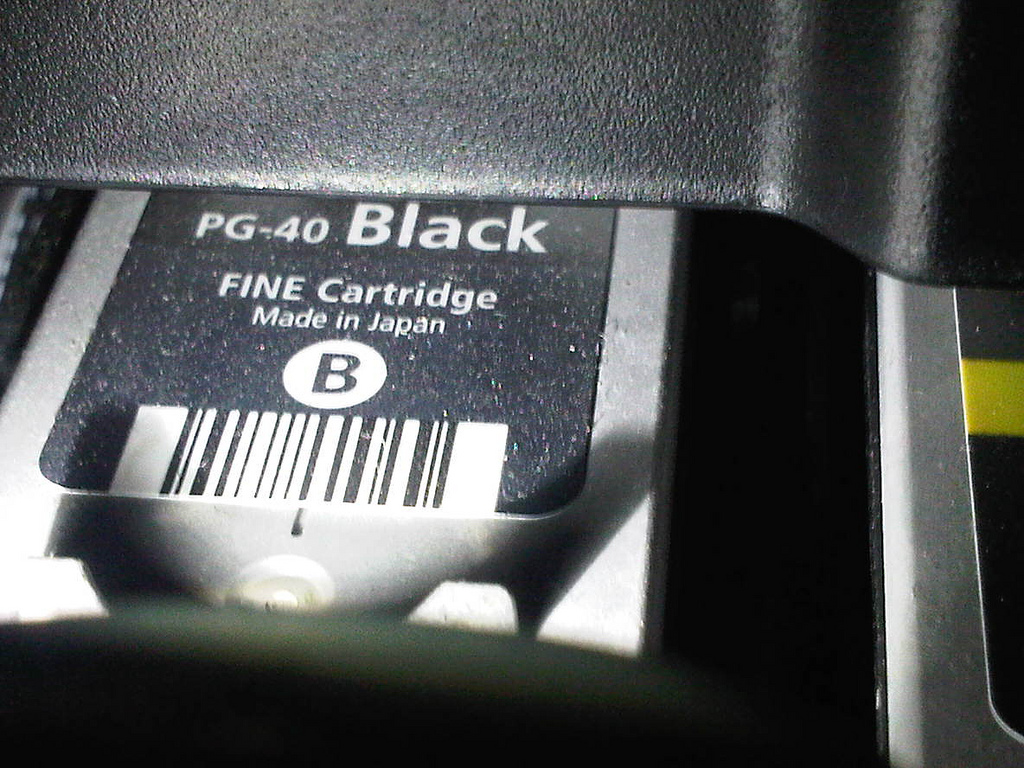 PG-40 Black
FINE Cartridge
Made in Japan
B